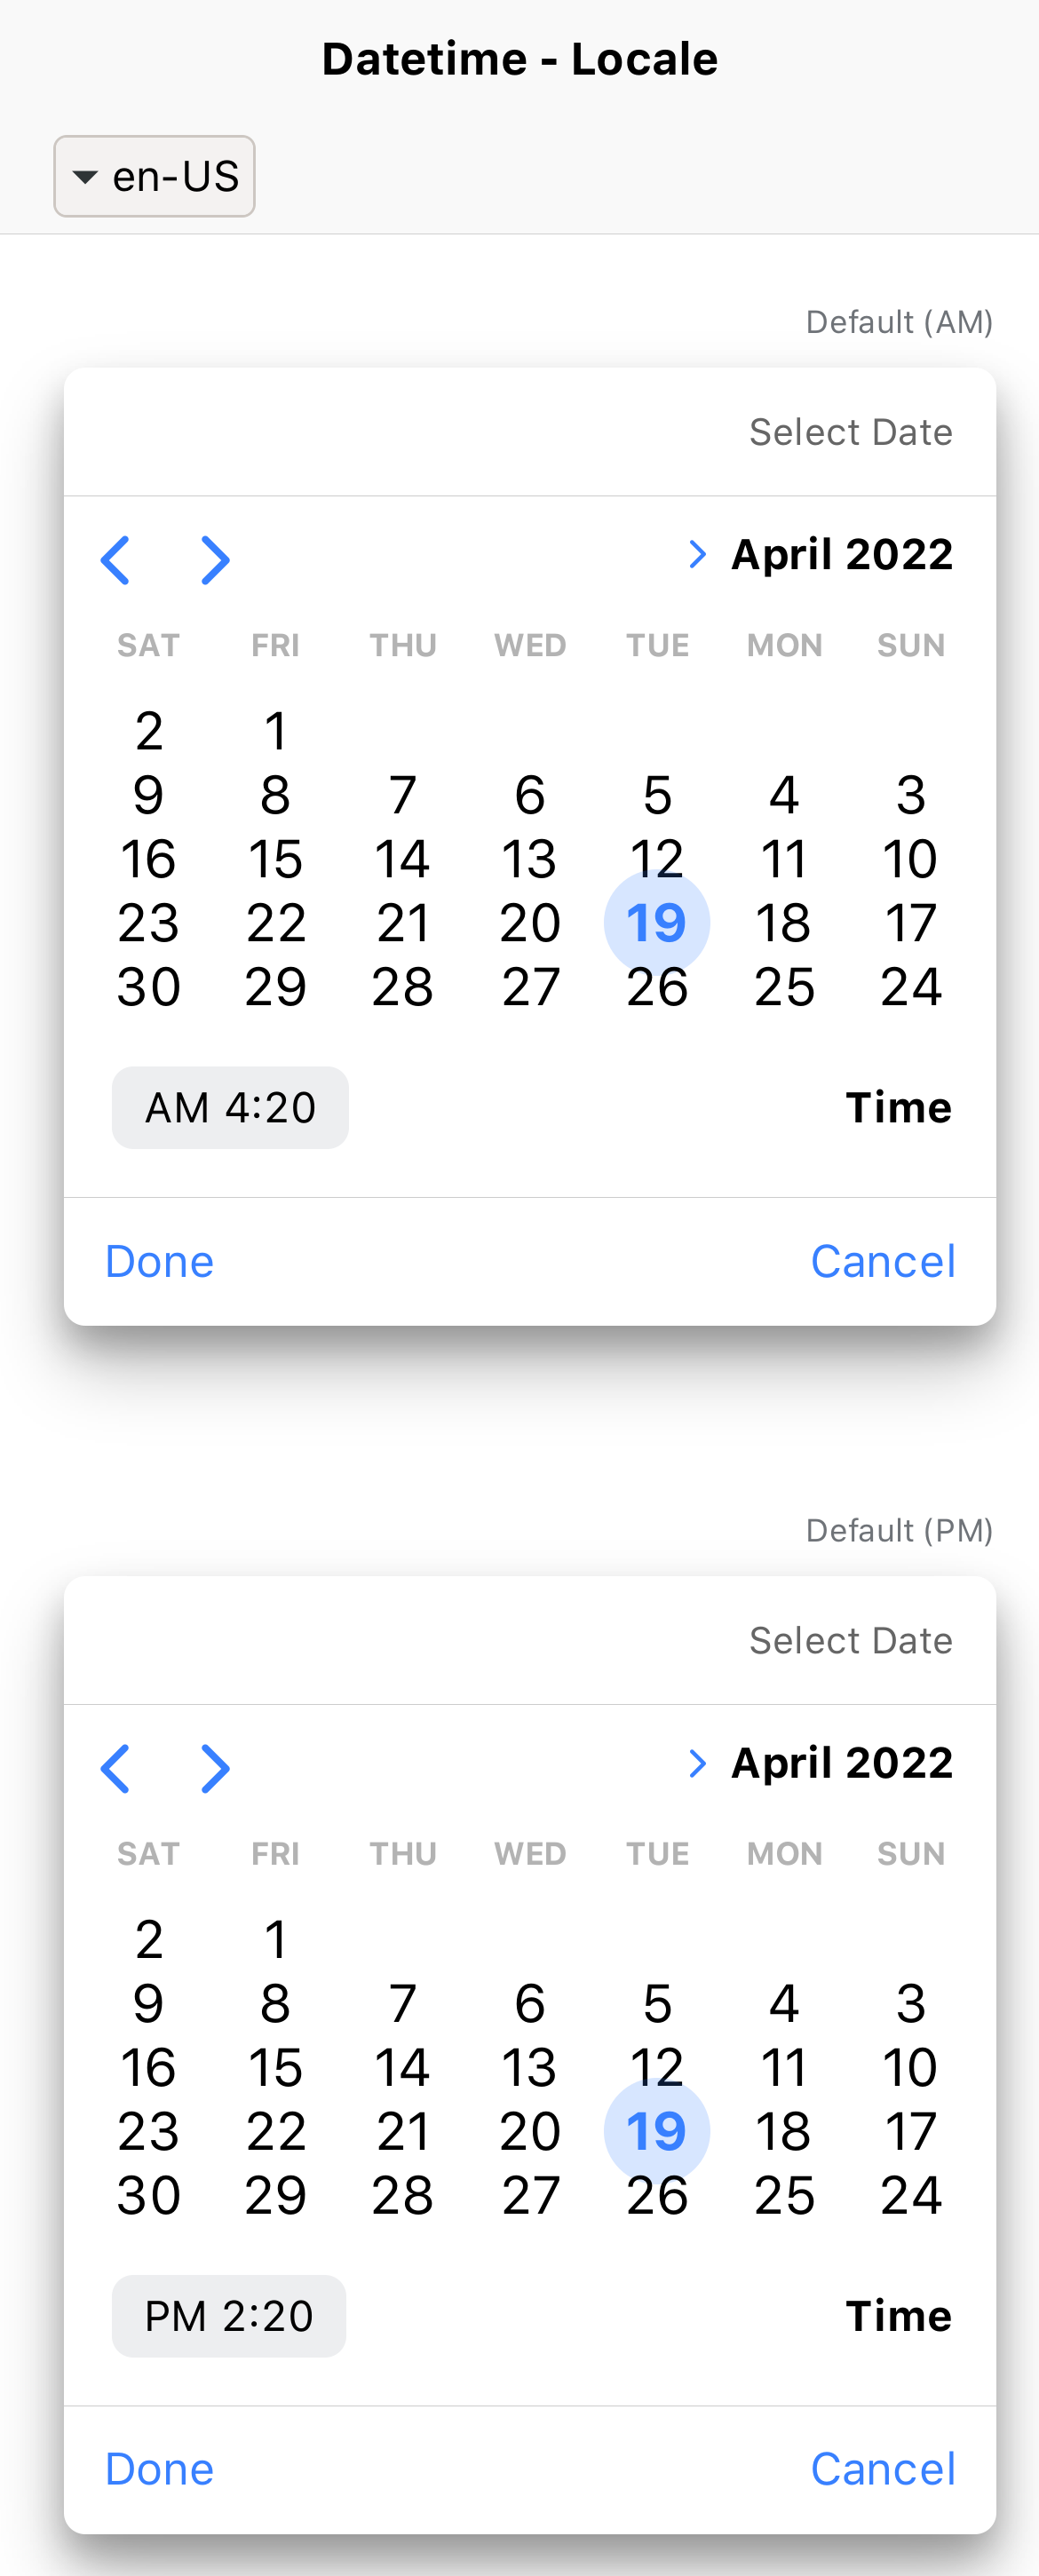 Datetime - Locale
en-US
Default (AM)
Select Date
April 2022
SAT FRI THU WED TUE MON SUN
2 1
9 8 7 6 5 4 3
16 15 14 13 12 11 10
23 22 21 20 19 18 17
30 29 28 27 26 25 24
AM 4:20 Time
Done Cancel
Default (PM)
Select Date
April 2022
SAT FRI THU WED TUE MON SUN
2 1
9 8 7 6 5 4 3
16 15 14 13 12 11 10
23 22 21 20 19 18 17
30 29 28 27 26 25 24
PM 2:20 Time
Done Cancel